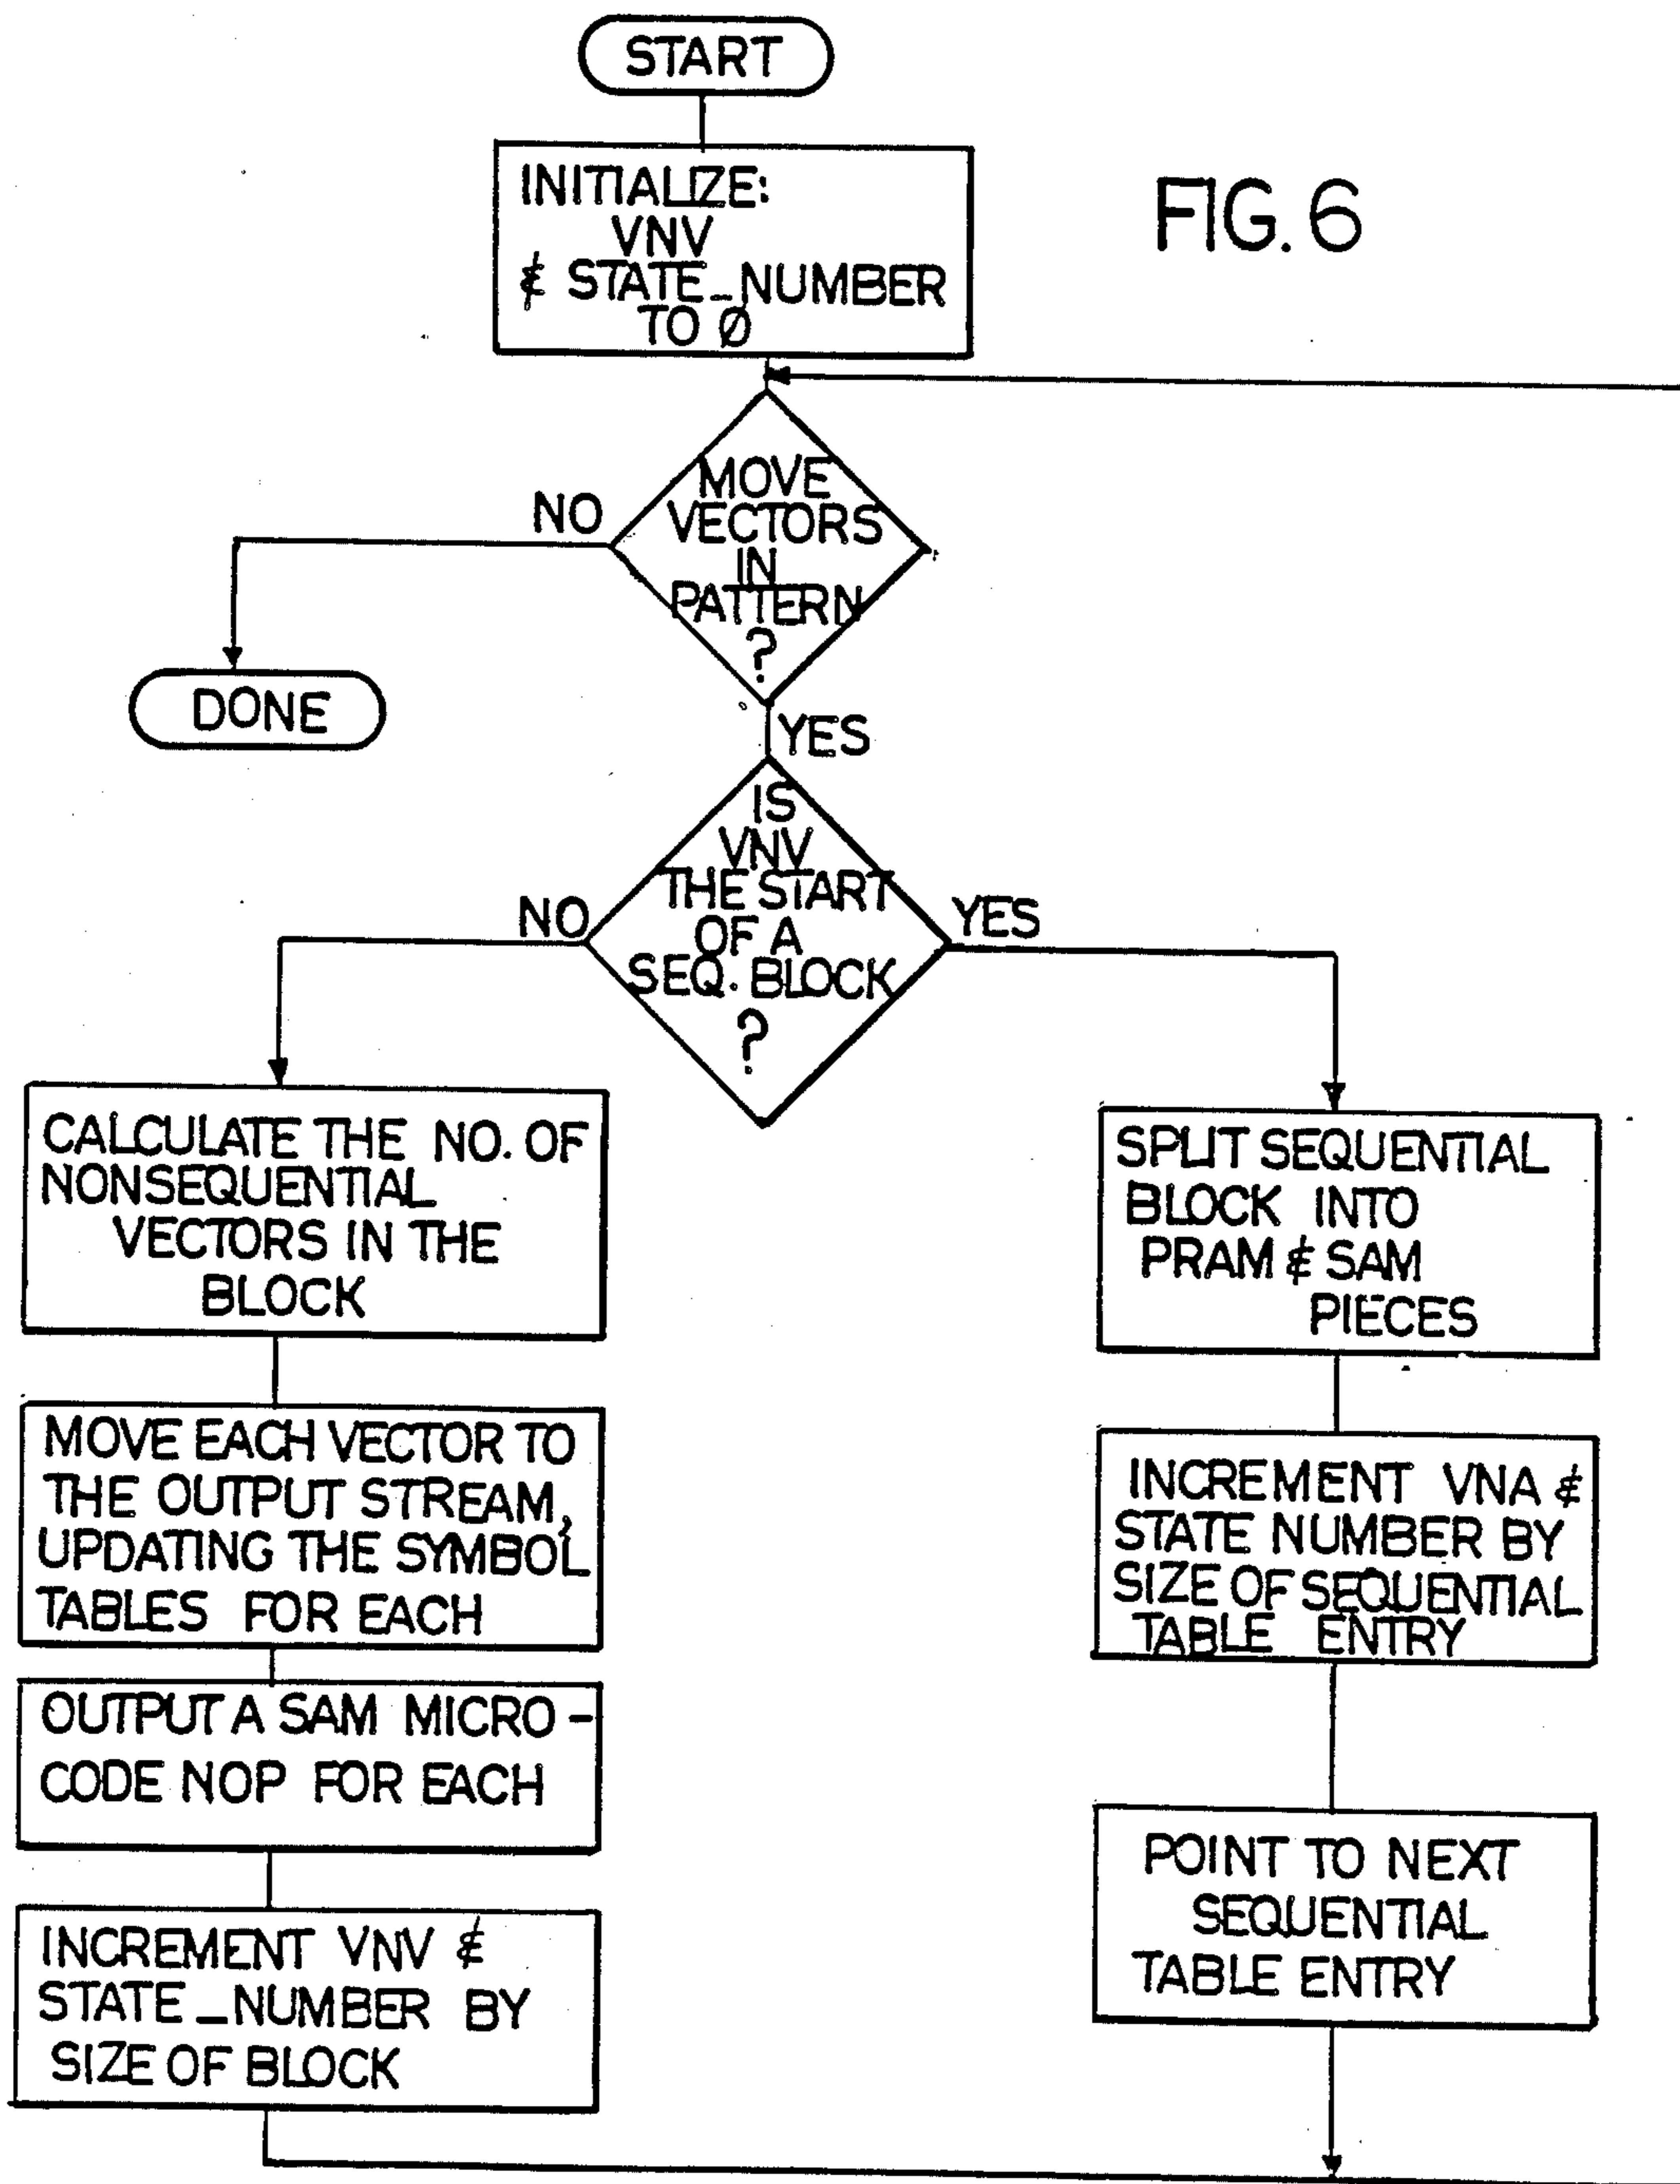 START
INITIALIZE:
VNV
& STATE_NUMBER
TO Ø
FIG. 6
MOVE
VECTORS
IN
PATTERN
?
NO
DONE
YES
IS
VNV
THE START
OF A
SEQ. BLOCK
?
NO
YES
CALCULATE THE NO. OF
NONSEQUENTIAL
VECTORS IN THE
BLOCK
MOVE EACH VECTOR TO
THE OUTPUT STREAM,
UPDATING THE SYMBOL
TABLES FOR EACH
OUTPUT A SAM MICRO-
CODE NOP FOR EACH
INCREMENT VNV &
STATE_NUMBER BY
SIZE OF BLOCK
SPLIT SEQUENTIAL
BLOCK INTO
PRAM & SAM
PIECES
INCREMENT VNA &
STATE NUMBER BY
SIZE OF SEQUENTIAL
TABLE ENTRY
POINT TO NEXT
SEQUENTIAL
TABLE ENTRY